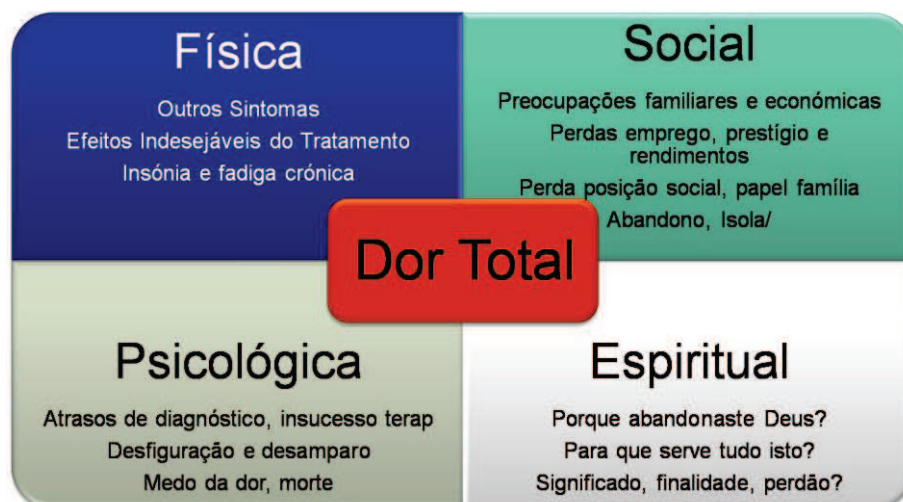 Física
Outros Sintomas
Efeitos Indesejáveis do Tratamento
Insónia e fadiga crónica
Social
Preocupações familiares e económicas
Perdas emprego, prestígio e
rendimentos
Perda posição social, papel família
Abandono, Isola/
Dor Total
Psicológica
Atrasos de diagnóstico, insucesso terap
Desfiguração e desamparo
Medo da dor, morte
Espiritual
Porque abandonaste Deus?
Para que serve tudo isto?
Significado, finalidade, perdão?